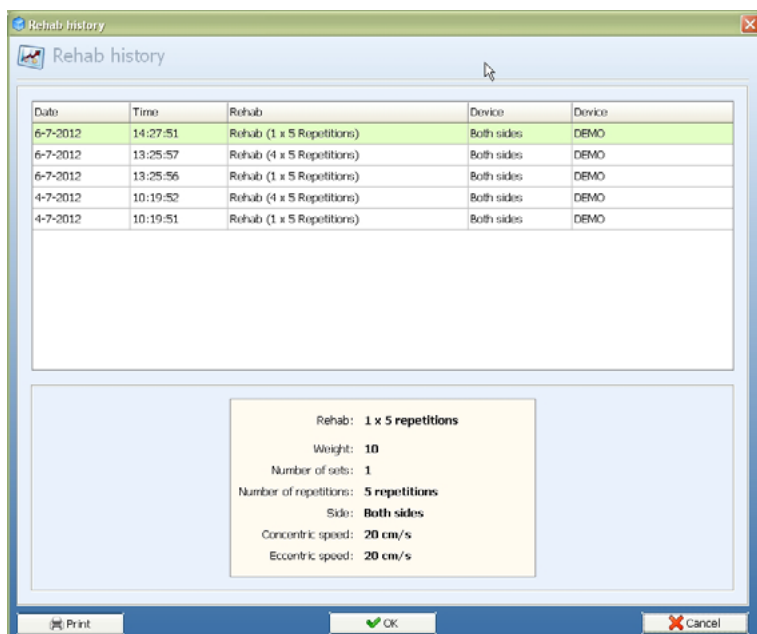 Rehab history
Rehab history
Date Time Rehab Device Device
6-7-2012 14:27:51 Rehab (1 x 5 Repetitions) Both sides DEMO
6-7-2012 13:25:57 Rehab (4 x 5 Repetitions) Both sides DEMO
6-7-2012 13:25:56 Rehab (1 x 5 Repetitions) Both sides DEMO
4-7-2012 10:19:52 Rehab (4 x 5 Repetitions) Both sides DEMO
4-7-2012 10:19:51 Rehab (1 x 5 Repetitions) Both sides DEMO
Rehab: 1 x 5 repetitions
Weight: 10
Number of sets: 1
Number of repetitions: 5 repetitions
Side: Both sides
Concentric speed: 20 cm/s
Eccentric speed: 20 cm/s
Print OK Cancel